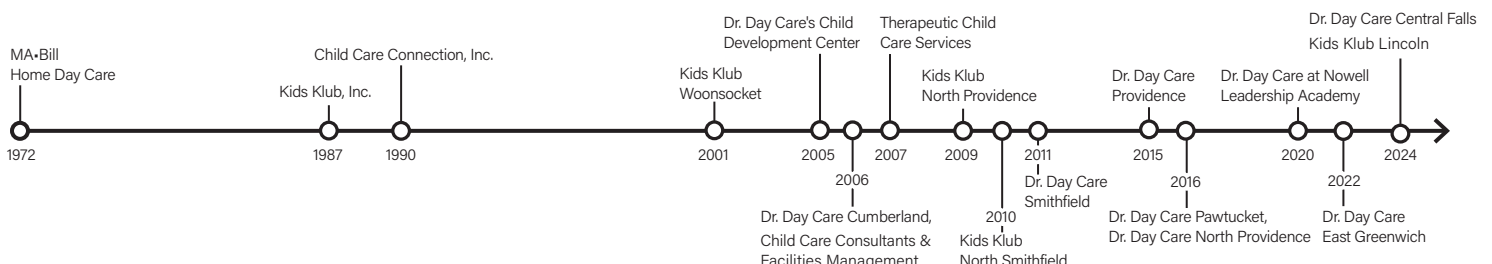 MA•Bill
Home Day Care
1972
Kids Klub, Inc.
1987
Child Care Connection, Inc.
1990
Kids Klub
Woonsocket
2001
Dr. Day Care's Child
Development Center
2005
2006
Dr. Day Care Cumberland,
Child Care Consultants &
Facilities Management
Therapeutic Child
Care Services
2007
Kids Klub
North Providence
2009
2010
Kids Klub
North Smithfield
2011
Dr. Day Care
Smithfield
Dr. Day Care
Providence
2015
2016
Dr. Day Care Pawtucket,
Dr. Day Care North Providence
Dr. Day Care at Nowell
Leadership Academy
2020
2022
Dr. Day Care
East Greenwich
Dr. Day Care Central Falls
Kids Klub Lincoln
2024